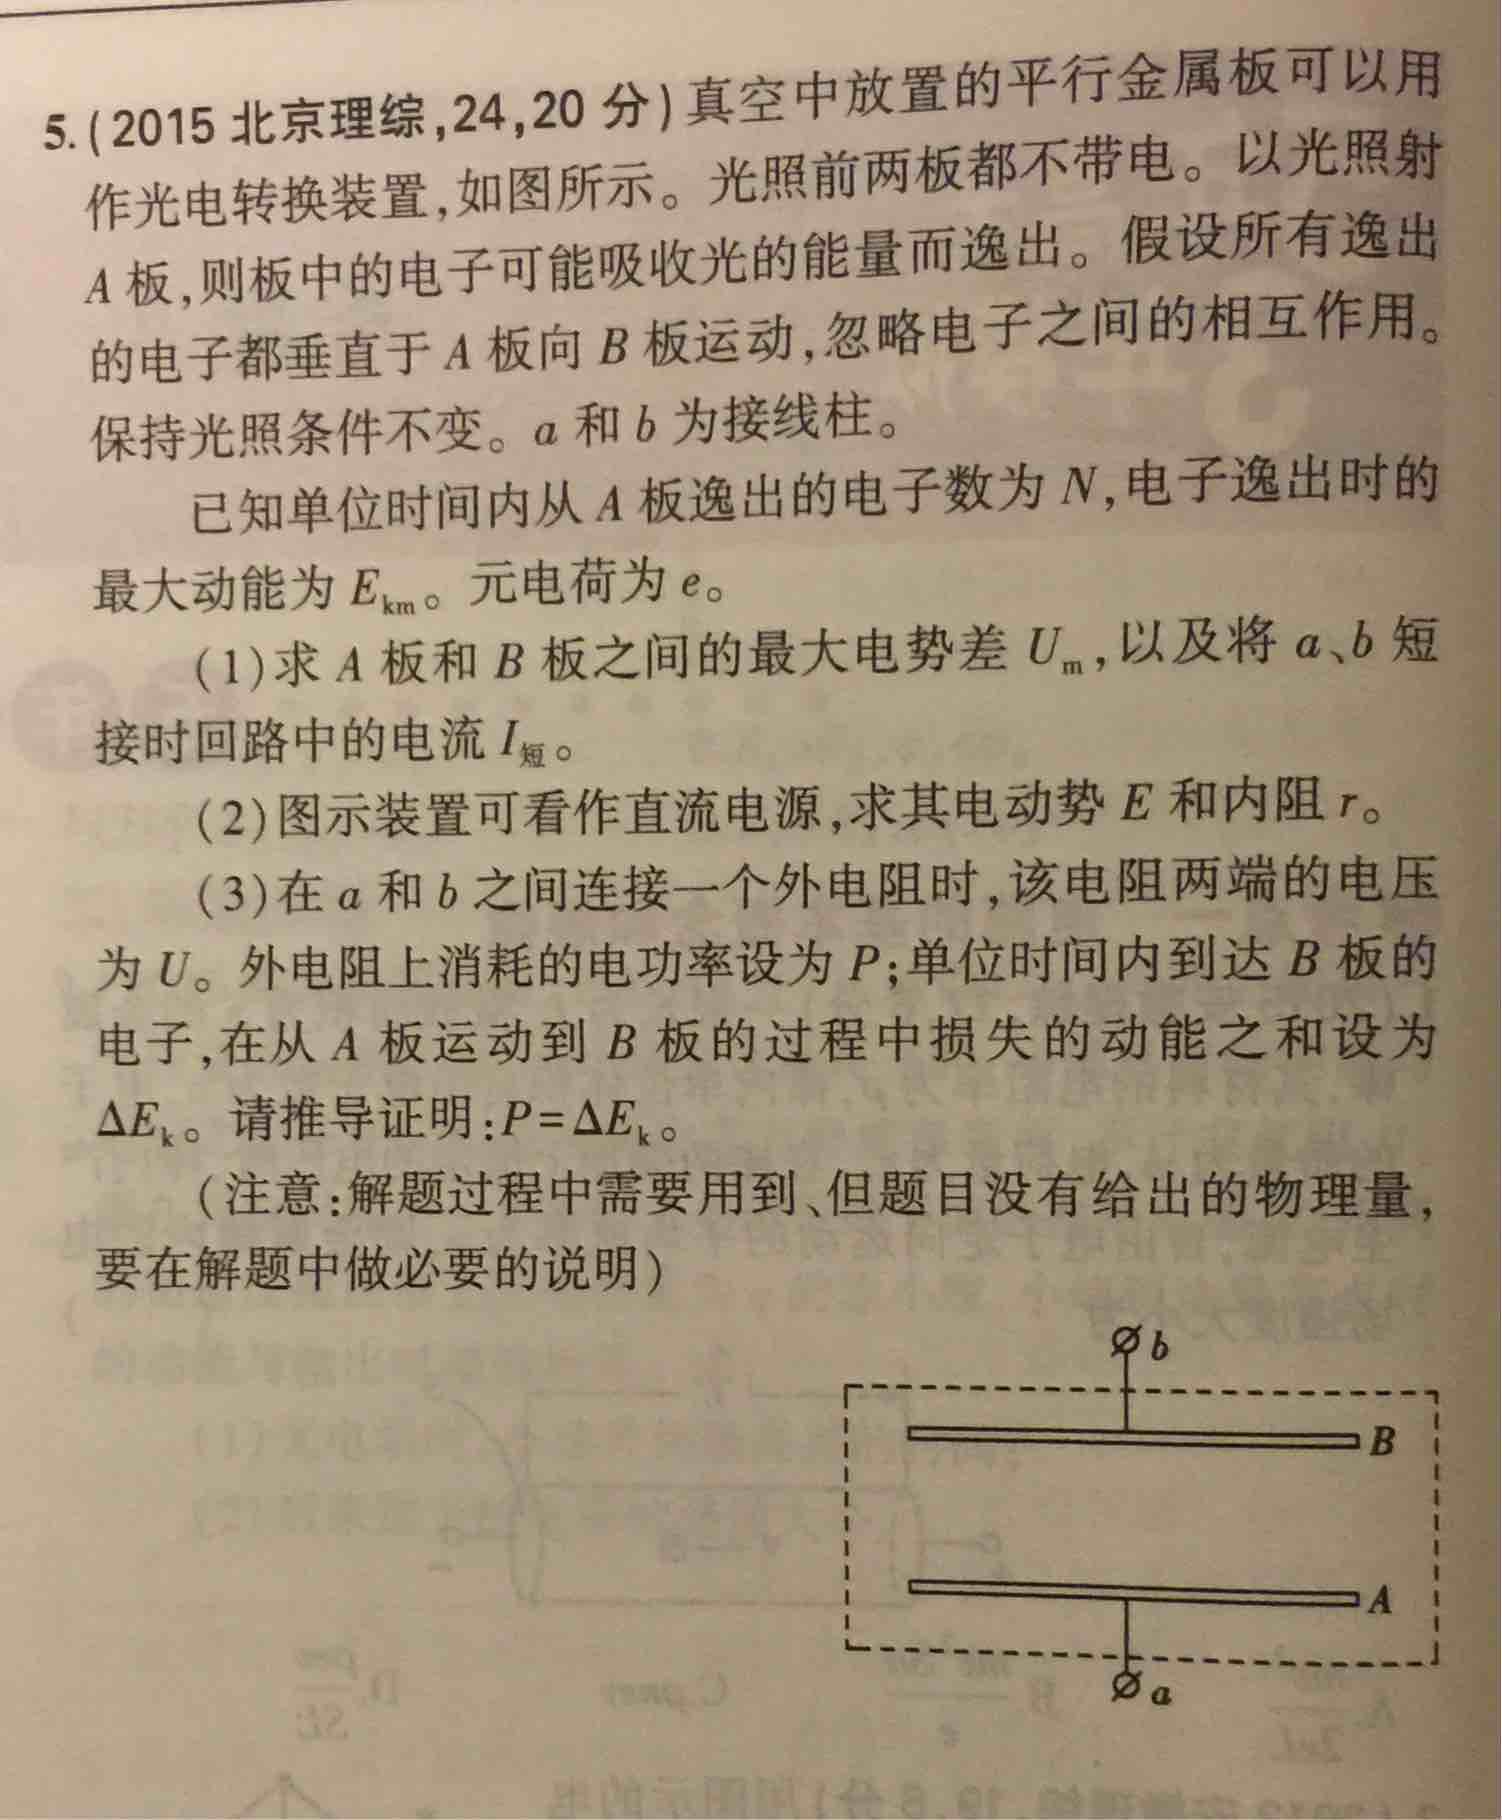 5.(2015 北京理综,24,20 分)真空中放置的平行金属板可以用
作光电转换装置,如图所示。光照前两板都不带电。以光照射
A 板,则板中的电子可能吸收光的能量而逸出。假设所有逸出
的电子都垂直于 A 板向 B 板运动,忽略电子之间的相互作用。
保持光照条件不变。a 和 b 为接线柱。
已知单位时间内从 A 板逸出的电子数为 N,电子逸出时的
最大动能为 Ekm。元电荷为 e。
(1)求 A 板和 B 板之间的最大电势差 Um,以及将 a、b 短
接时回路中的电流 I短。
(2)图示装置可看作直流电源,求其电动势 E 和内阻 r。
(3)在 a 和 b 之间连接一个外电阻时,该电阻两端的电压
为 U。外电阻上消耗的电功率设为 P;单位时间内到达 B 板的
电子,在从 A 板运动到 B 板的过程中损失的动能之和设为
ΔEk。请推导证明:P=ΔEk。
(注意:解题过程中需要用到、但题目没有给出的物理量,
要在解题中做必要的说明)
b
B
A
a